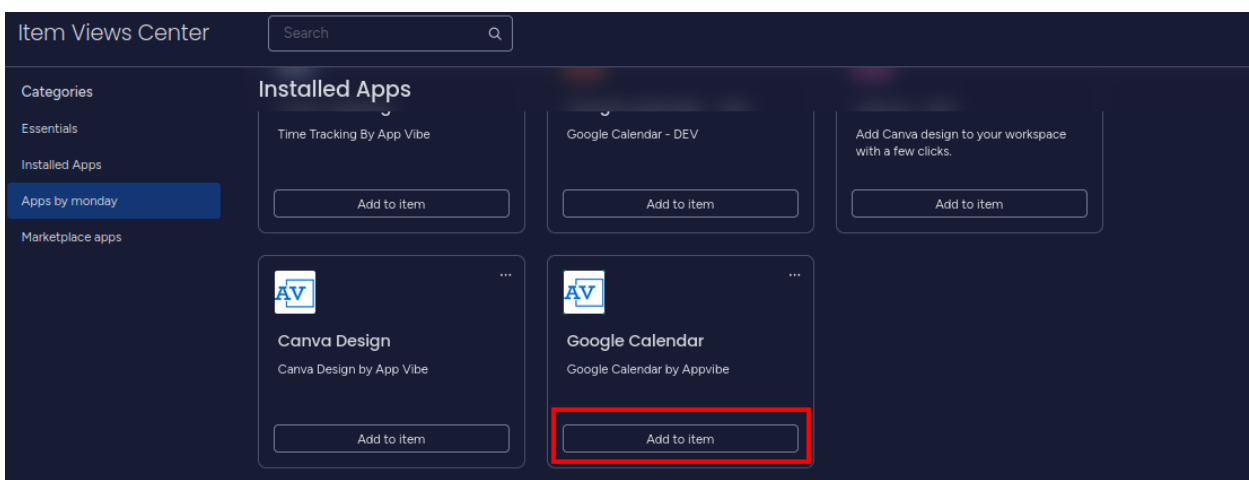 Item Views Center
Search
Categories
Essentials
Installed Apps
Apps by monday
Marketplace apps
Installed Apps
Time Tracking By App Vibe
Google Calendar - DEV
Add Canva design to your workspace
with a few clicks.
Add to item
Add to item
Add to item
AV
AV
Canva Design
Google Calendar
Canva Design by App Vibe
Google Calendar by Appvibe
Add to item
Add to item